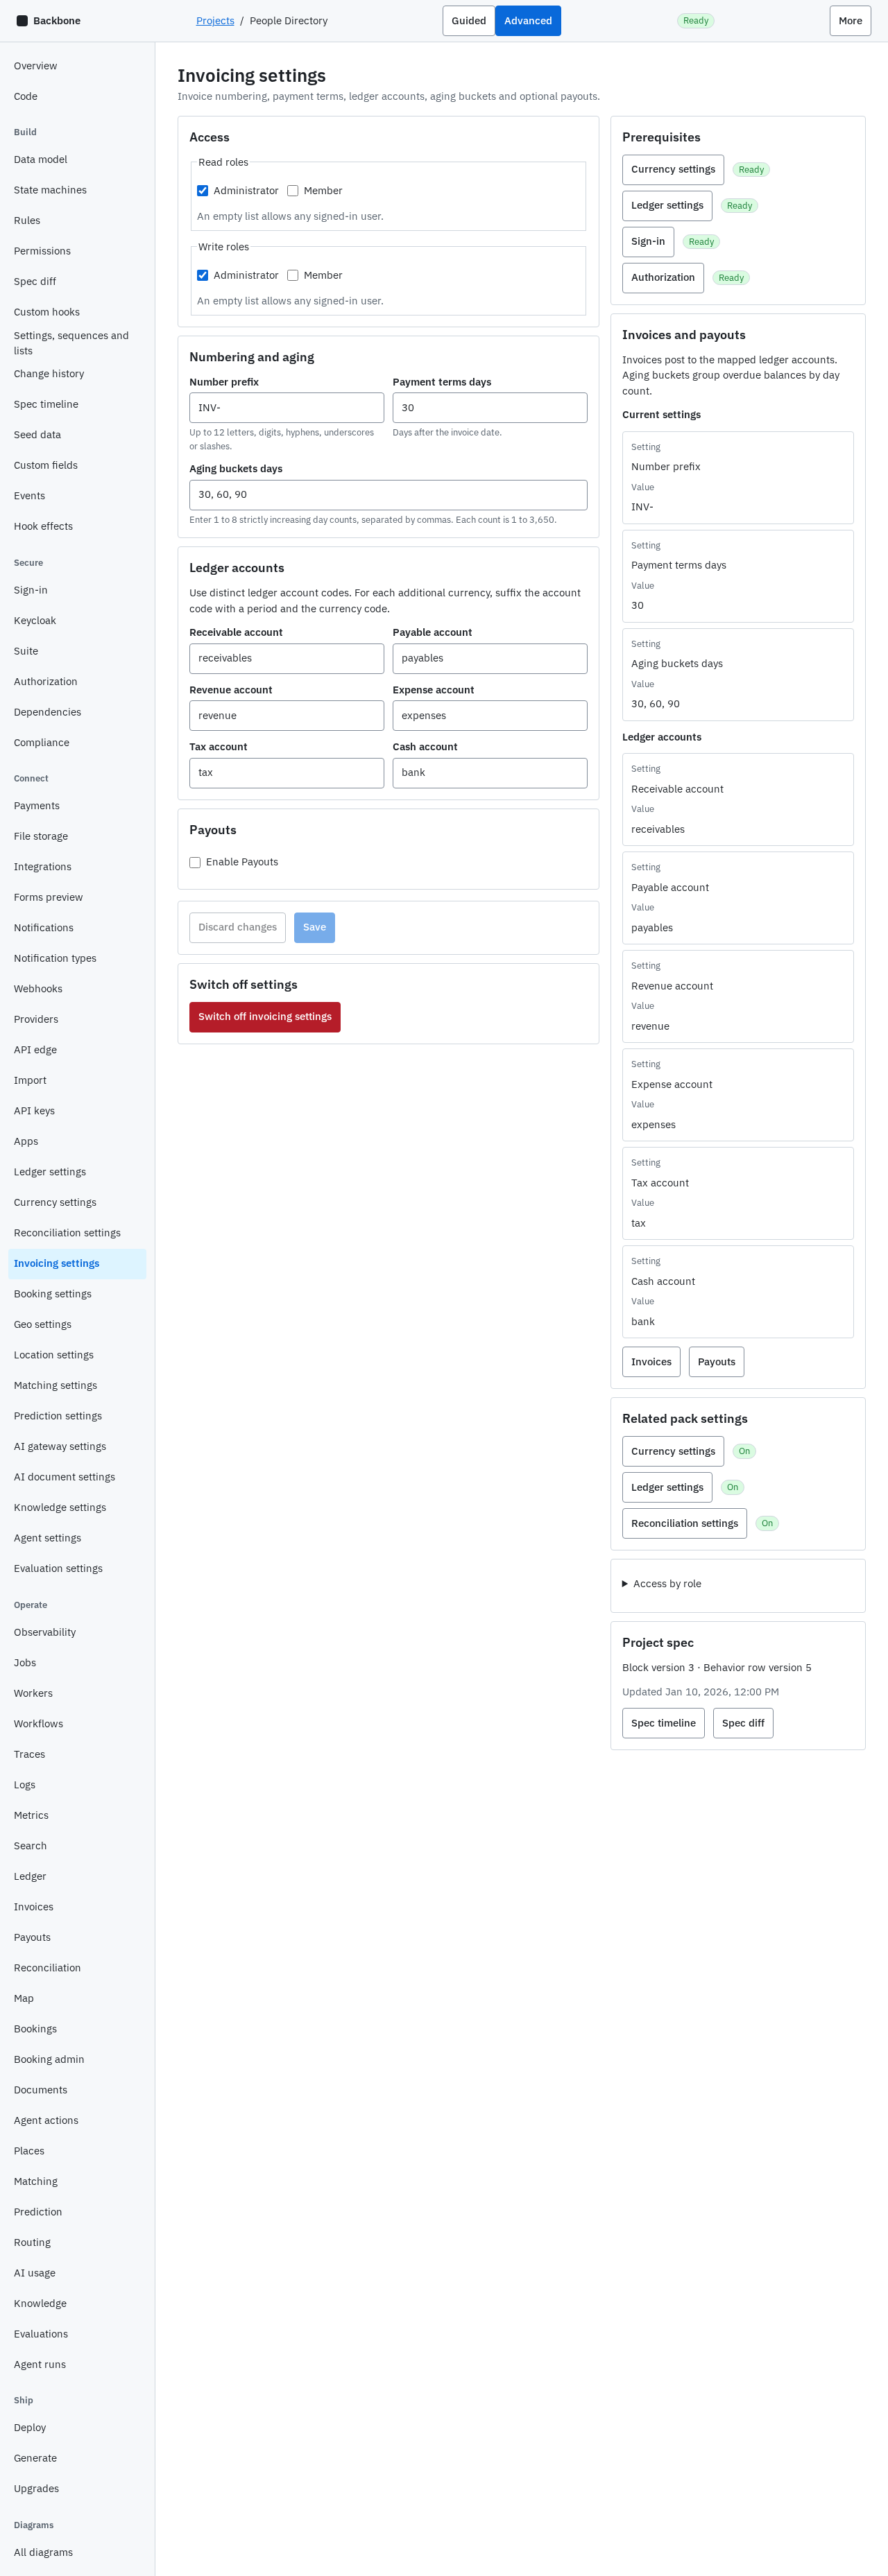 Backbone
Projects / People Directory
Guided
Advanced
Ready
More
Overview
Code
Build
Data model
State machines
Rules
Permissions
Spec diff
Custom hooks
Settings, sequences and
lists
Change history
Spec timeline
Seed data
Custom fields
Events
Hook effects
Secure
Sign-in
Keycloak
Suite
Authorization
Dependencies
Compliance
Connect
Payments
File storage
Integrations
Forms preview
Notifications
Notification types
Webhooks
Providers
API edge
Import
API keys
Apps
Ledger settings
Currency settings
Reconciliation settings
Invoicing settings
Booking settings
Geo settings
Location settings
Matching settings
Prediction settings
AI gateway settings
AI document settings
Knowledge settings
Agent settings
Evaluation settings
Operate
Observability
Jobs
Workers
Workflows
Traces
Logs
Metrics
Search
Ledger
Invoices
Payouts
Reconciliation
Map
Bookings
Booking admin
Documents
Agent actions
Places
Matching
Prediction
Routing
AI usage
Knowledge
Evaluations
Agent runs
Ship
Deploy
Generate
Upgrades
Diagrams
All diagrams
Invoicing settings
Invoice numbering, payment terms, ledger accounts, aging buckets and optional payouts.
Access
Read roles
Administrator Member
An empty list allows any signed-in user.
Write roles
Administrator Member
An empty list allows any signed-in user.
Numbering and aging
Number prefix Payment terms days
INV- 30
Up to 12 letters, digits, hyphens, underscores
or slashes.
Days after the invoice date.
Aging buckets days
30, 60, 90
Enter 1 to 8 strictly increasing day counts, separated by commas. Each count is 1 to 3,650.
Ledger accounts
Use distinct ledger account codes. For each additional currency, suffix the account
code with a period and the currency code.
Receivable account Payable account
receivables payables
Revenue account Expense account
revenue expenses
Tax account Cash account
tax bank
Payouts
Enable Payouts
Discard changes Save
Switch off settings
Switch off invoicing settings
Prerequisites
Currency settings Ready
Ledger settings Ready
Sign-in Ready
Authorization Ready
Invoices and payouts
Invoices post to the mapped ledger accounts.
Aging buckets group overdue balances by day
count.
Current settings
Setting
Number prefix
Value
INV-
Setting
Payment terms days
Value
30
Setting
Aging buckets days
Value
30, 60, 90
Ledger accounts
Setting
Receivable account
Value
receivables
Setting
Payable account
Value
payables
Setting
Revenue account
Value
revenue
Setting
Expense account
Value
expenses
Setting
Tax account
Value
tax
Setting
Cash account
Value
bank
Invoices Payouts
Related pack settings
Currency settings On
Ledger settings On
Reconciliation settings On
Access by role
Project spec
Block version 3 · Behavior row version 5
Updated Jan 10, 2026, 12:00 PM
Spec timeline Spec diff